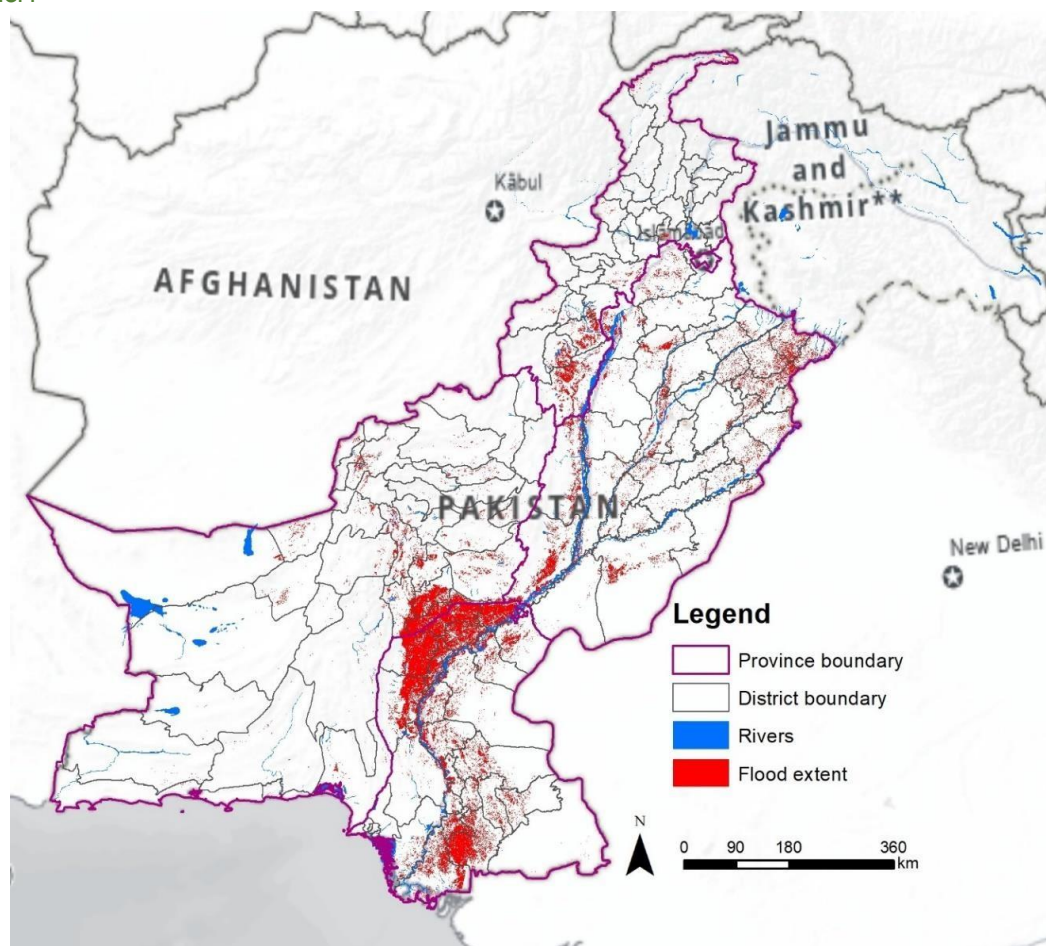 Jammu
and
Kashmir**
Kâbul
Islamabad
AFGHANISTAN
PAKISTAN
New Delhi
Legend
Province boundary
District boundary
Rivers
Flood extent
N
0 90 180 360
km